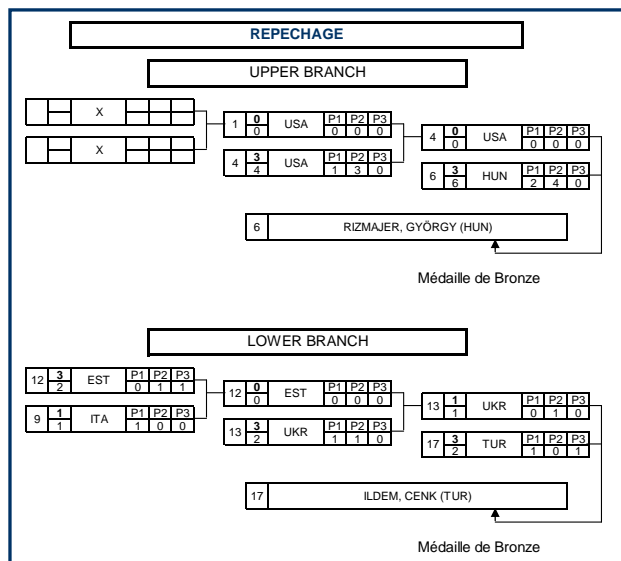 REPECHAGE
UPPER BRANCH
X
X
1 0 0 USA P1 P2 P3 0 0 0
4 3 4 USA P1 P2 P3 1 3 0
4 0 0 USA P1 P2 P3 0 0 0
6 3 6 HUN P1 P2 P3 2 4 0
6 RIZMAJER, GYÖRGY (HUN)
Médaille de Bronze
LOWER BRANCH
12 3 2 EST P1 P2 P3 0 1 1
9 1 1 ITA P1 P2 P3 1 0 0
12 0 0 EST P1 P2 P3 0 0 0
13 3 2 UKR P1 P2 P3 1 1 0
13 1 1 UKR P1 P2 P3 0 1 0
17 3 2 TUR P1 P2 P3 1 0 1
17 ILDEM, CENK (TUR)
Médaille de Bronze